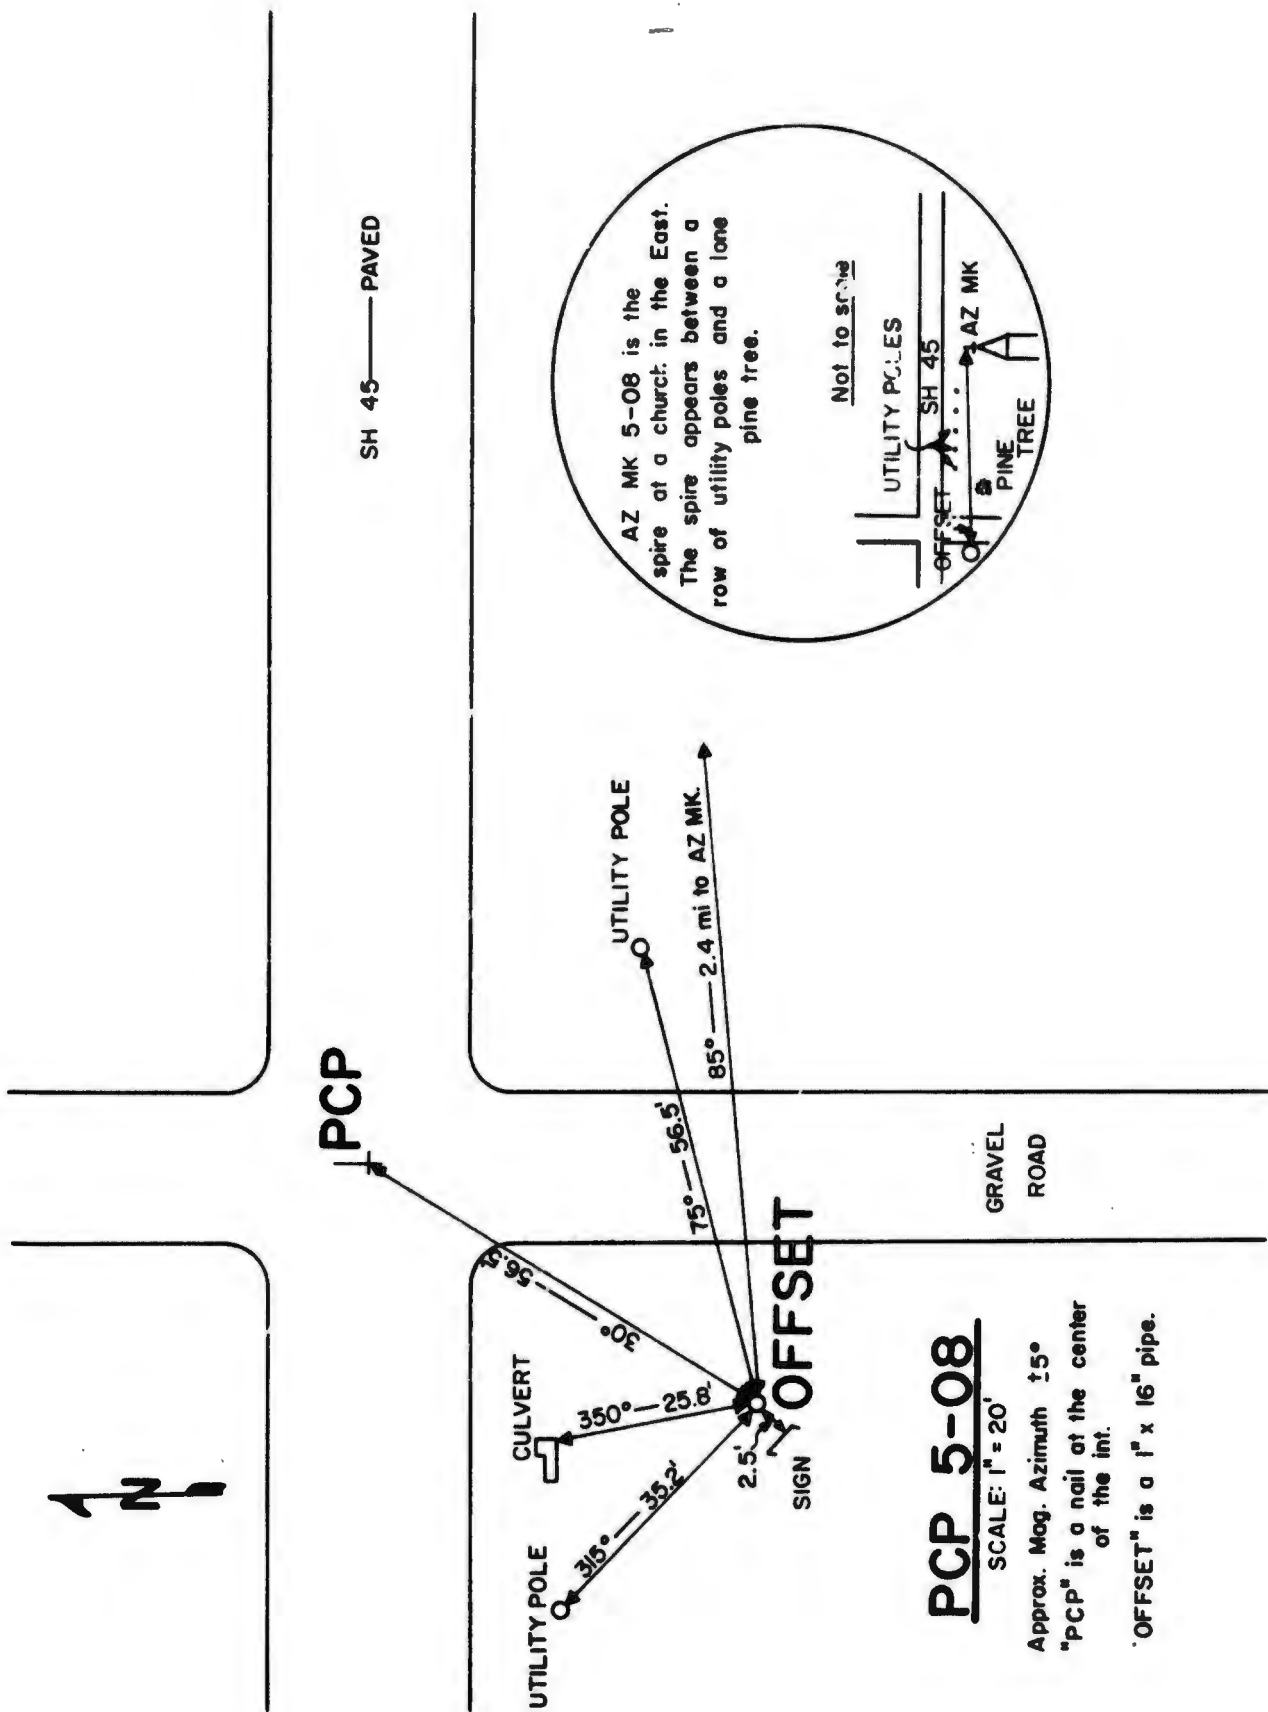 N
SH 45 PAVED
PCP
UTILITY POLE
CULVERT
UTILITY POLE
315° 35.2'
350° 25.8'
30° 56.5'
75° 56.5'
85° 2.4 mi to AZ MK.
2.5'
SIGN
OFFSET
GRAVEL
ROAD
AZ MK 5-08 is the
spire at a church in the East.
The spire appears between a
row of utility poles and a lone
pine tree.
Not to scale
UTILITY POLES
SH 45
OFFSET
AZ MK
PINE
TREE
PCP 5-08
SCALE: 1" = 20'
Approx. Mag. Azimuth ±5°
"PCP" is a nail at the center
of the int.
"OFFSET" is a 1" x 16" pipe.